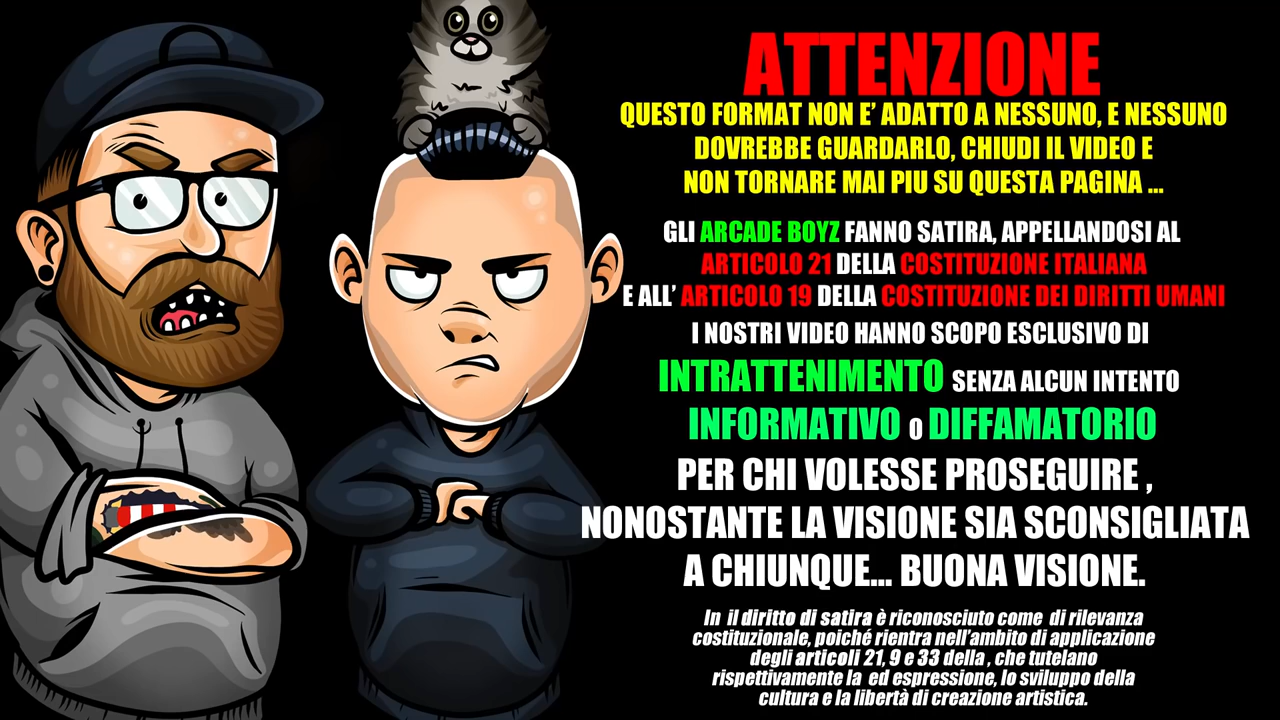 ATTENZIONE
QUESTO FORMAT NON E' ADATTO A NESSUNO, E NESSUNO
DOVREBBE GUARDARLO, CHIUDI IL VIDEO E
NON TORNARE MAI PIU SU QUESTA PAGINA ...
GLI ARCADE BOYZ FANNO SATIRA, APPELLANDOSI AL
ARTICOLO 21 DELLA COSTITUZIONE ITALIANA
E ALL' ARTICOLO 19 DELLA COSTITUZIONE DEI DIRITTI UMANI
I NOSTRI VIDEO HANNO SCOPO ESCLUSIVO DI
INTRATTENIMENTO SENZA ALCUN INTENTO
INFORMATIVO O DIFFAMATORIO
PER CHI VOLESSE PROSEGUIRE ,
NONOSTANTE LA VISIONE SIA SCONSIGLIATA
A CHIUNQUE... BUONA VISIONE.
In il diritto di satira è riconosciuto come di rilevanza
costituzionale, poiché rientra nell'ambito di applicazione
degli articoli 21, 9 e 33 della , che tutelano
rispettivamente la ed espressione, lo sviluppo della
cultura e la libertà di creazione artistica.